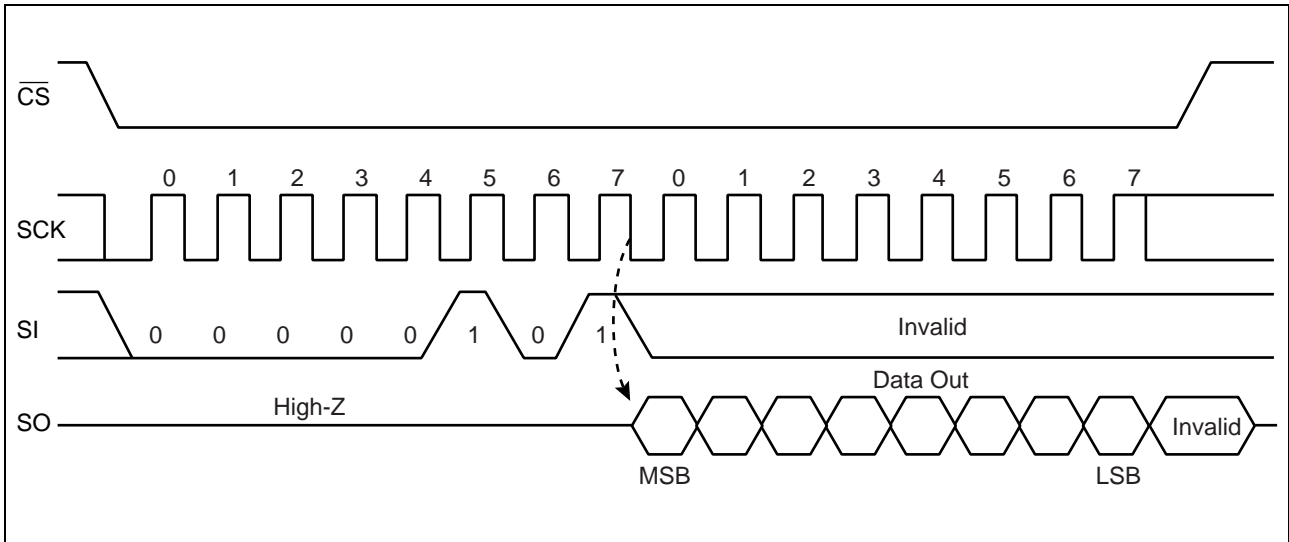 CS
0 1 2 3 4 5 6 7 0 1 2 3 4 5 6 7
SCK
SI 0 0 0 0 0 1 0 1 Invalid
Data Out
High-Z
SO Invalid
MSB LSB